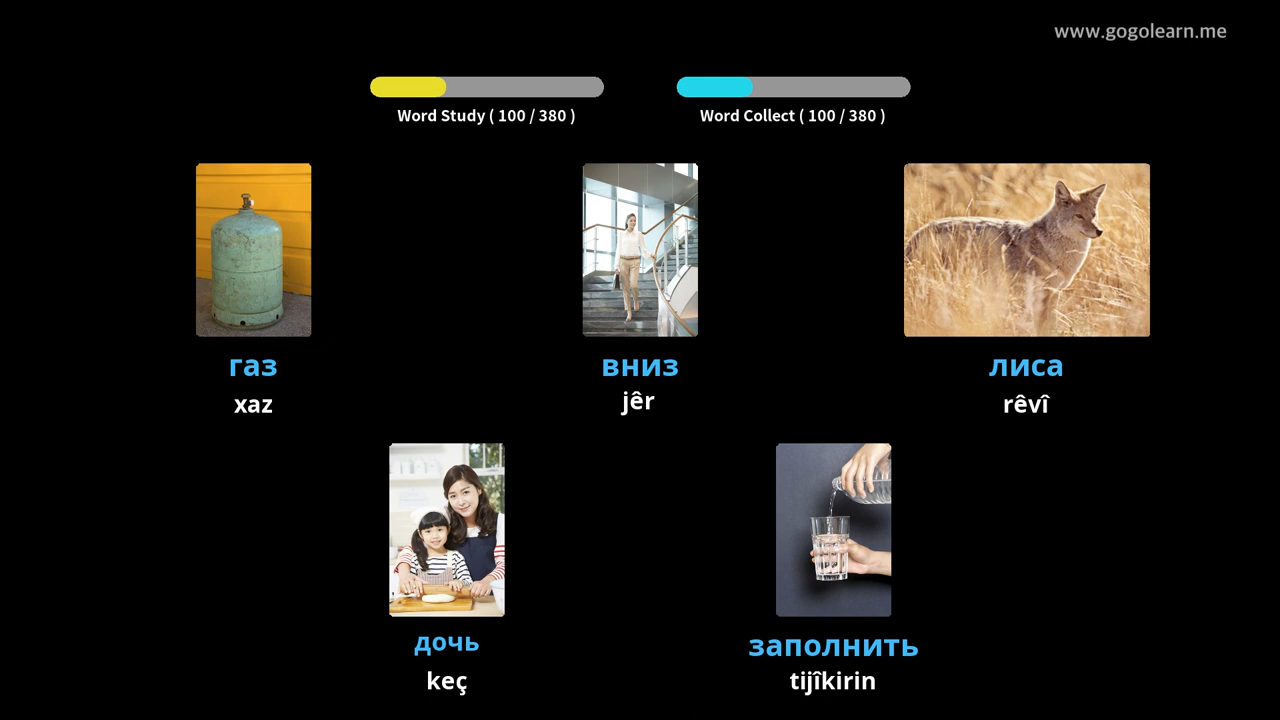 www.gogolearn.me
Word Study ( 100 / 380 )
Word Collect ( 100 / 380 )
газ
xaz
вниз
jêr
лиса
rêvî
дочь
keç
заполнить
tijîkirin